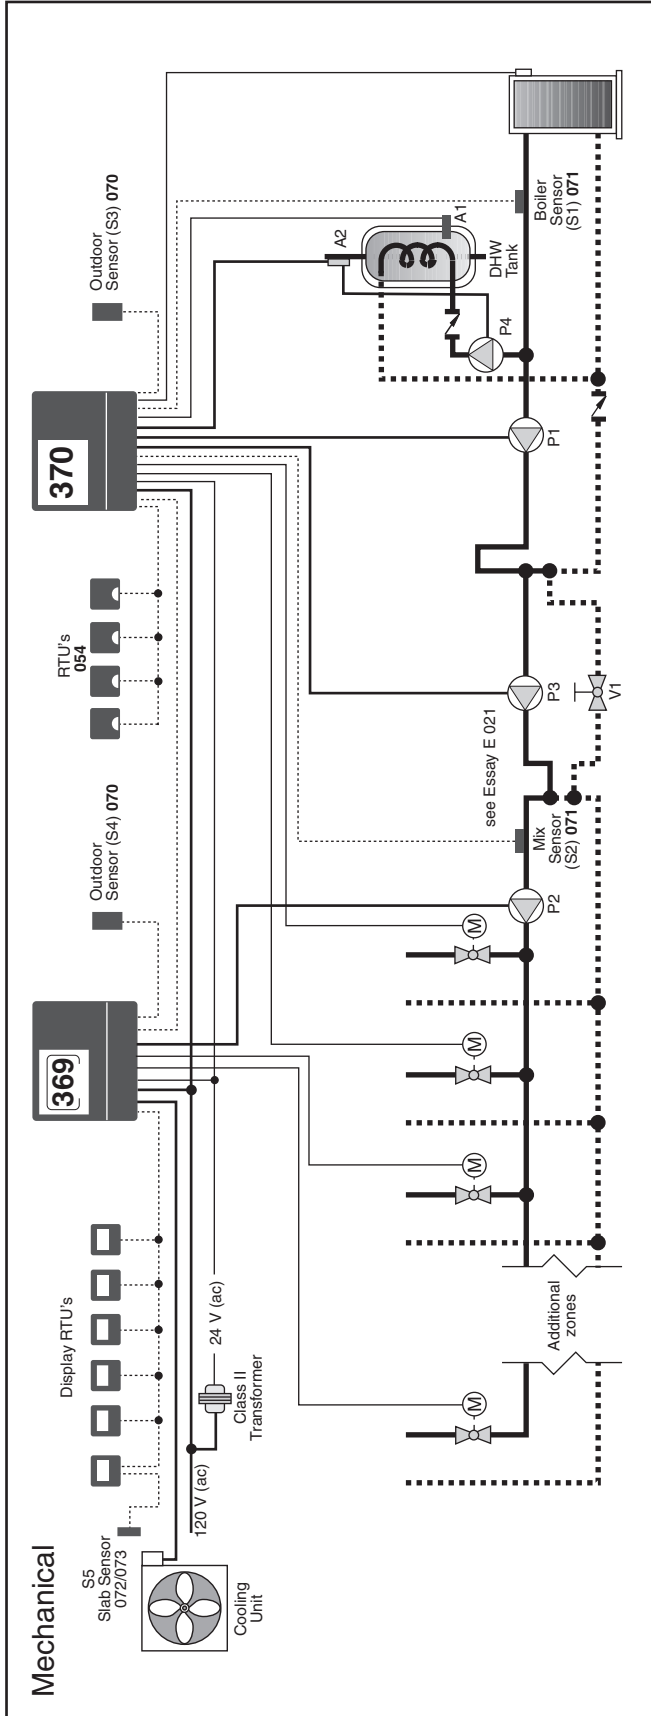 Mechanical
S5
Slab Sensor
072/073
Cooling
Unit
120 V (ac)
Class II
Transformer
24 V (ac)
Display RTU's
369
Outdoor
Sensor (S4) 070
RTU's
054
370
Outdoor
Sensor (S3) 070
A2
A1
DHW
Tank
P4
Boiler
Sensor
(S1) 071
P1
P3
V1
see Essay E 021
Mix
Sensor
(S2) 071
P2
M
M
M
M
Additional
zones